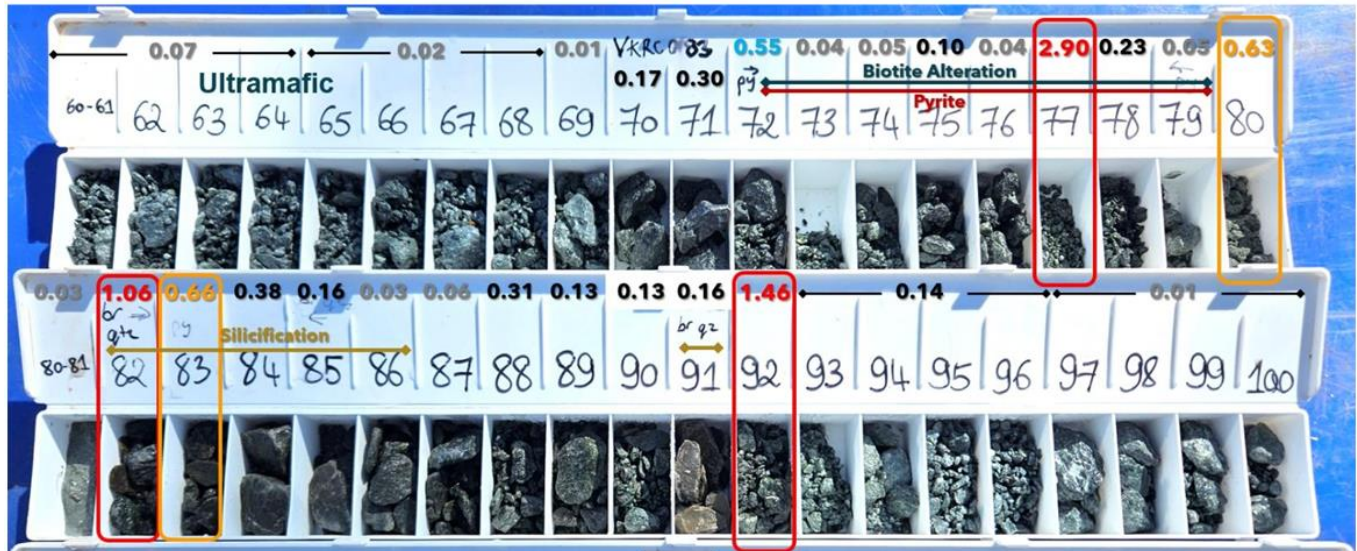 0.07 0.02 0.01 VKRC0083 0.55 0.04 0.05 0.10 0.04 2.90 0.23 0.05 0.63
Ultramafic 0.17 0.30 py Biotite Alteration
Pyrite
60-61 62 63 64 65 66 67 68 69 70 71 72 73 74 75 76 77 78 79 80
0.03 1.06 0.66 0.38 0.16 0.03 0.06 0.31 0.13 0.13 0.16 1.46 0.14 0.01
br py br qz
qtz Silicification
80-81 82 83 84 85 86 87 88 89 90 91 92 93 94 95 96 97 98 99 100